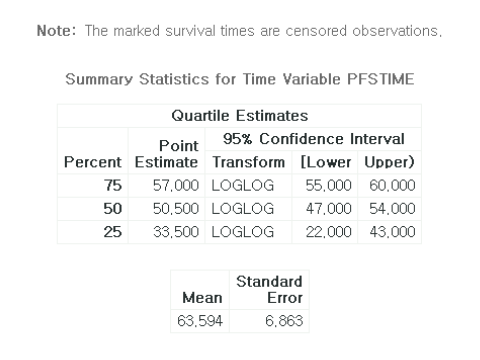 Note: The marked survival times are censored observations.
Summary Statistics for Time Variable PFSTIME
Quartile Estimates
Percent Point Estimate 95% Confidence Interval
Transform [Lower Upper)
75 57,000 LOGLOG 55,000 60,000
50 50,500 LOGLOG 47,000 54,000
25 33,500 LOGLOG 22,000 43,000
Mean Standard Error
63,594 6,863